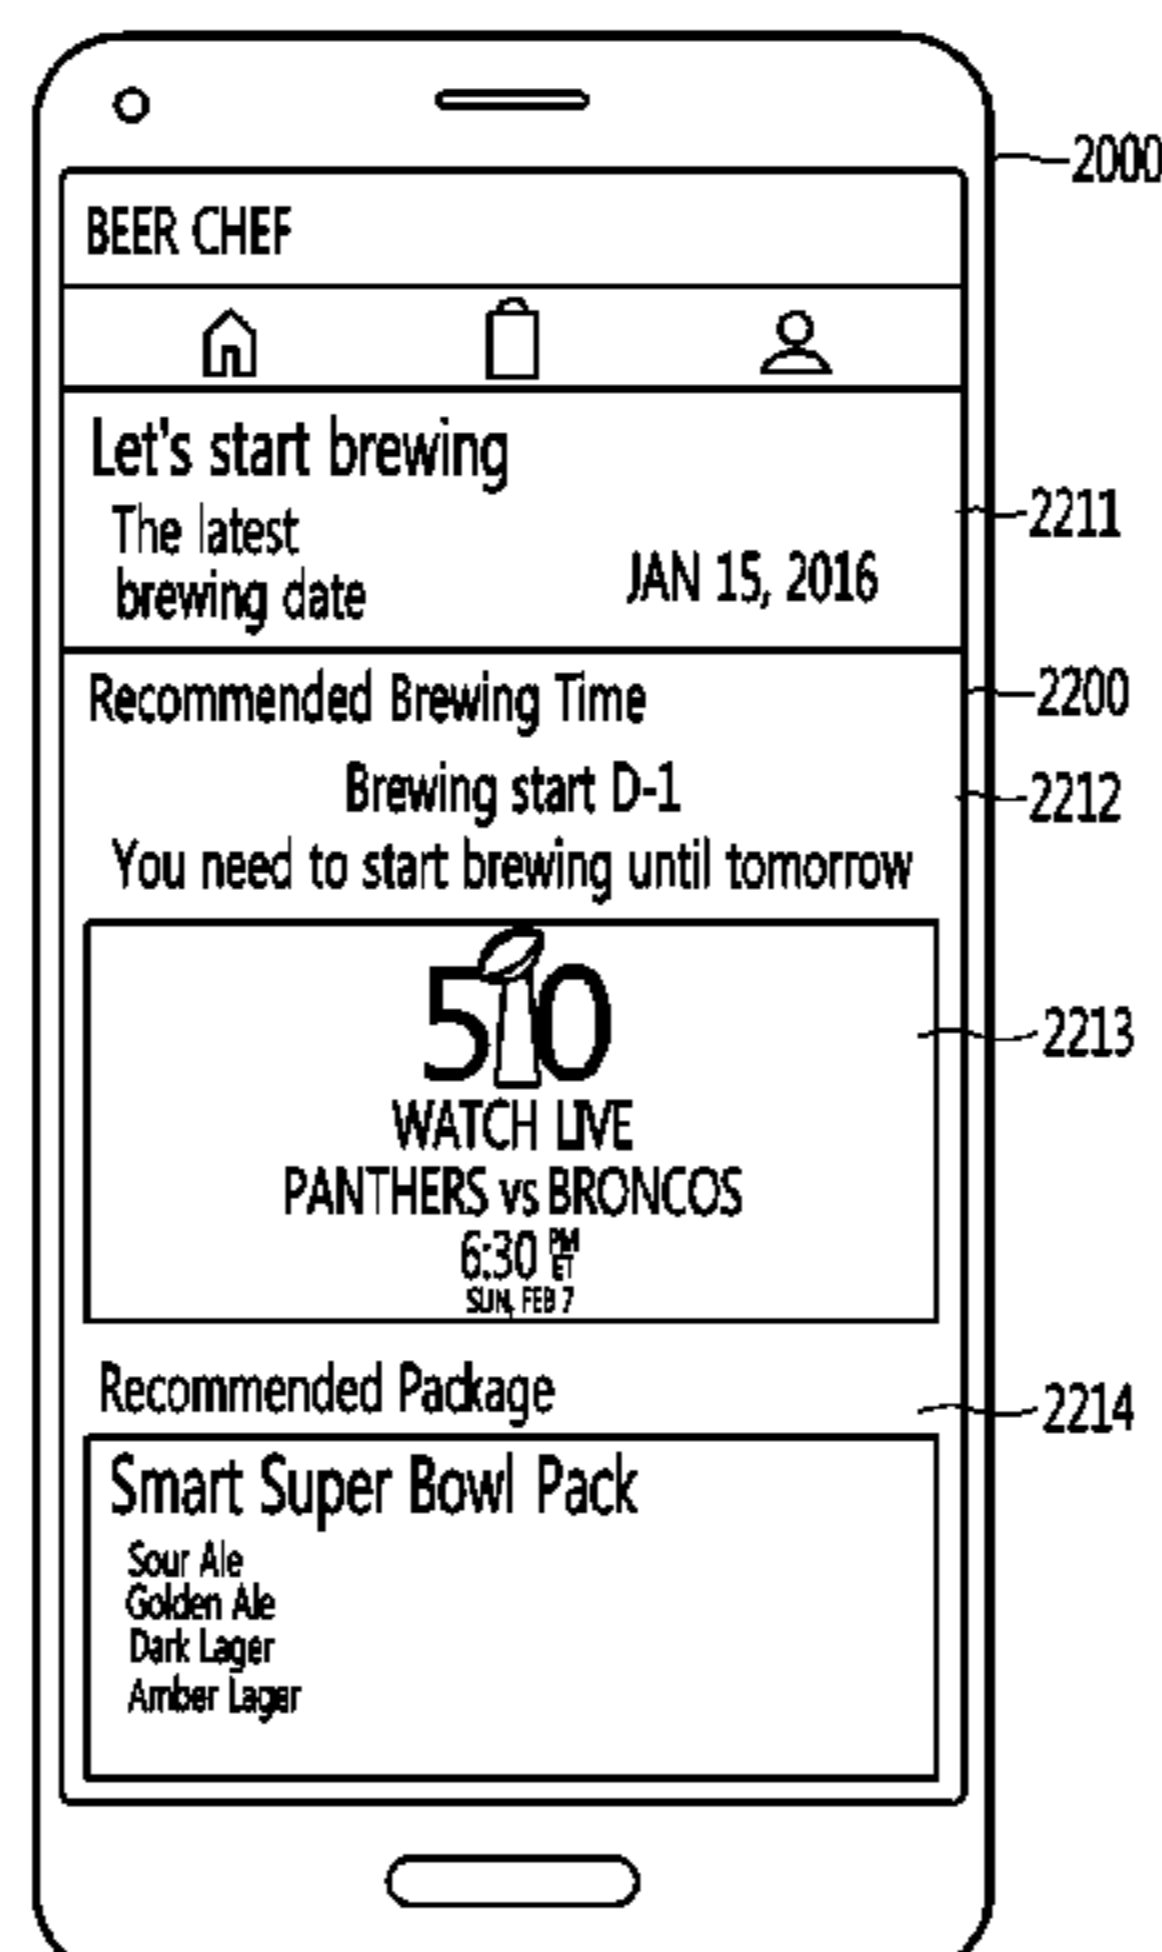 2000
BEER CHEF
Let's start brewing
The latest
brewing date
JAN 15, 2016
2211
Recommended Brewing Time
2200
Brewing start D-1
2212
You need to start brewing until tomorrow
50
2213
WATCH LIVE
PANTHERS vs BRONCOS
6:30 PM ET
SUN, FEB 7
Recommended Package
2214
Smart Super Bowl Pack
Sour Ale
Golden Ale
Dark Lager
Amber Lager